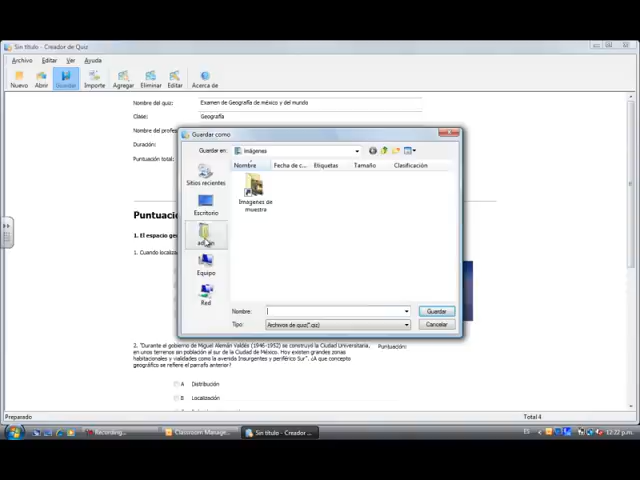 Sin título - Creador de Quiz
Archivo Editar Ver Ayuda
Nuevo Abrir Guardar Importe Agregar Eliminar Editar Acerca de
Nombre del quiz: Examen de Geografía de méxico y del mundo
Clase: Geografía
Nombre del profes
Duración:
Puntuación total:
Guardar como
Guardar en: Imágenes
Nombre Fecha de c... Etiquetas Tamaño Clasificación
Sitios recientes
Imágenes de
muestra
Escritorio
Equipo
Red
Nombre: Guardar
Tipo: Archivos de quiz(*.qiz) Cancelar
Puntuac
1. El espacio ge
1. Cuando localiza
2. "Durante el gobierno de Miguel Alemán Valdés (1946-1952) se construyó la Ciudad Universitaria, Puntuación:
en unos terrenos sin población al sur de la Ciudad de México. Hoy existen grandes zonas
habitacionales y vialidades como la avenida Insurgentes y periférico Sur". ¿A que concepto
geográfico se refiere el parrafo anterior?
A Distribución
B Localización
Preparado Total 4
Recording... Classroom Manage... Sin título - Creador ... ES 12:22 p.m.